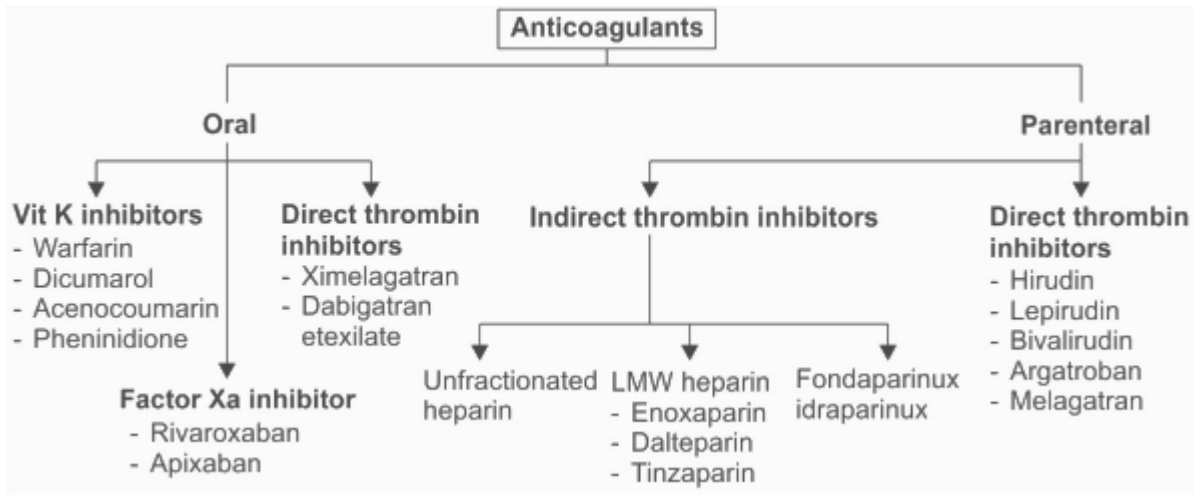 Anticoagulants
Oral
Parenteral
Vit K inhibitors
- Warfarin
- Dicumarol
- Acenocoumarin
- Pheninidione
Direct thrombin
inhibitors
- Ximelagatran
- Dabigatran
etexilate
Factor Xa inhibitor
- Rivaroxaban
- Apixaban
Indirect thrombin inhibitors
Unfractionated
heparin
LMW heparin
- Enoxaparin
- Dalteparin
- Tinzaparin
Fondaparinux
idraparinux
Direct thrombin
inhibitors
- Hirudin
- Lepirudin
- Bivalirudin
- Argatroban
- Melagatran